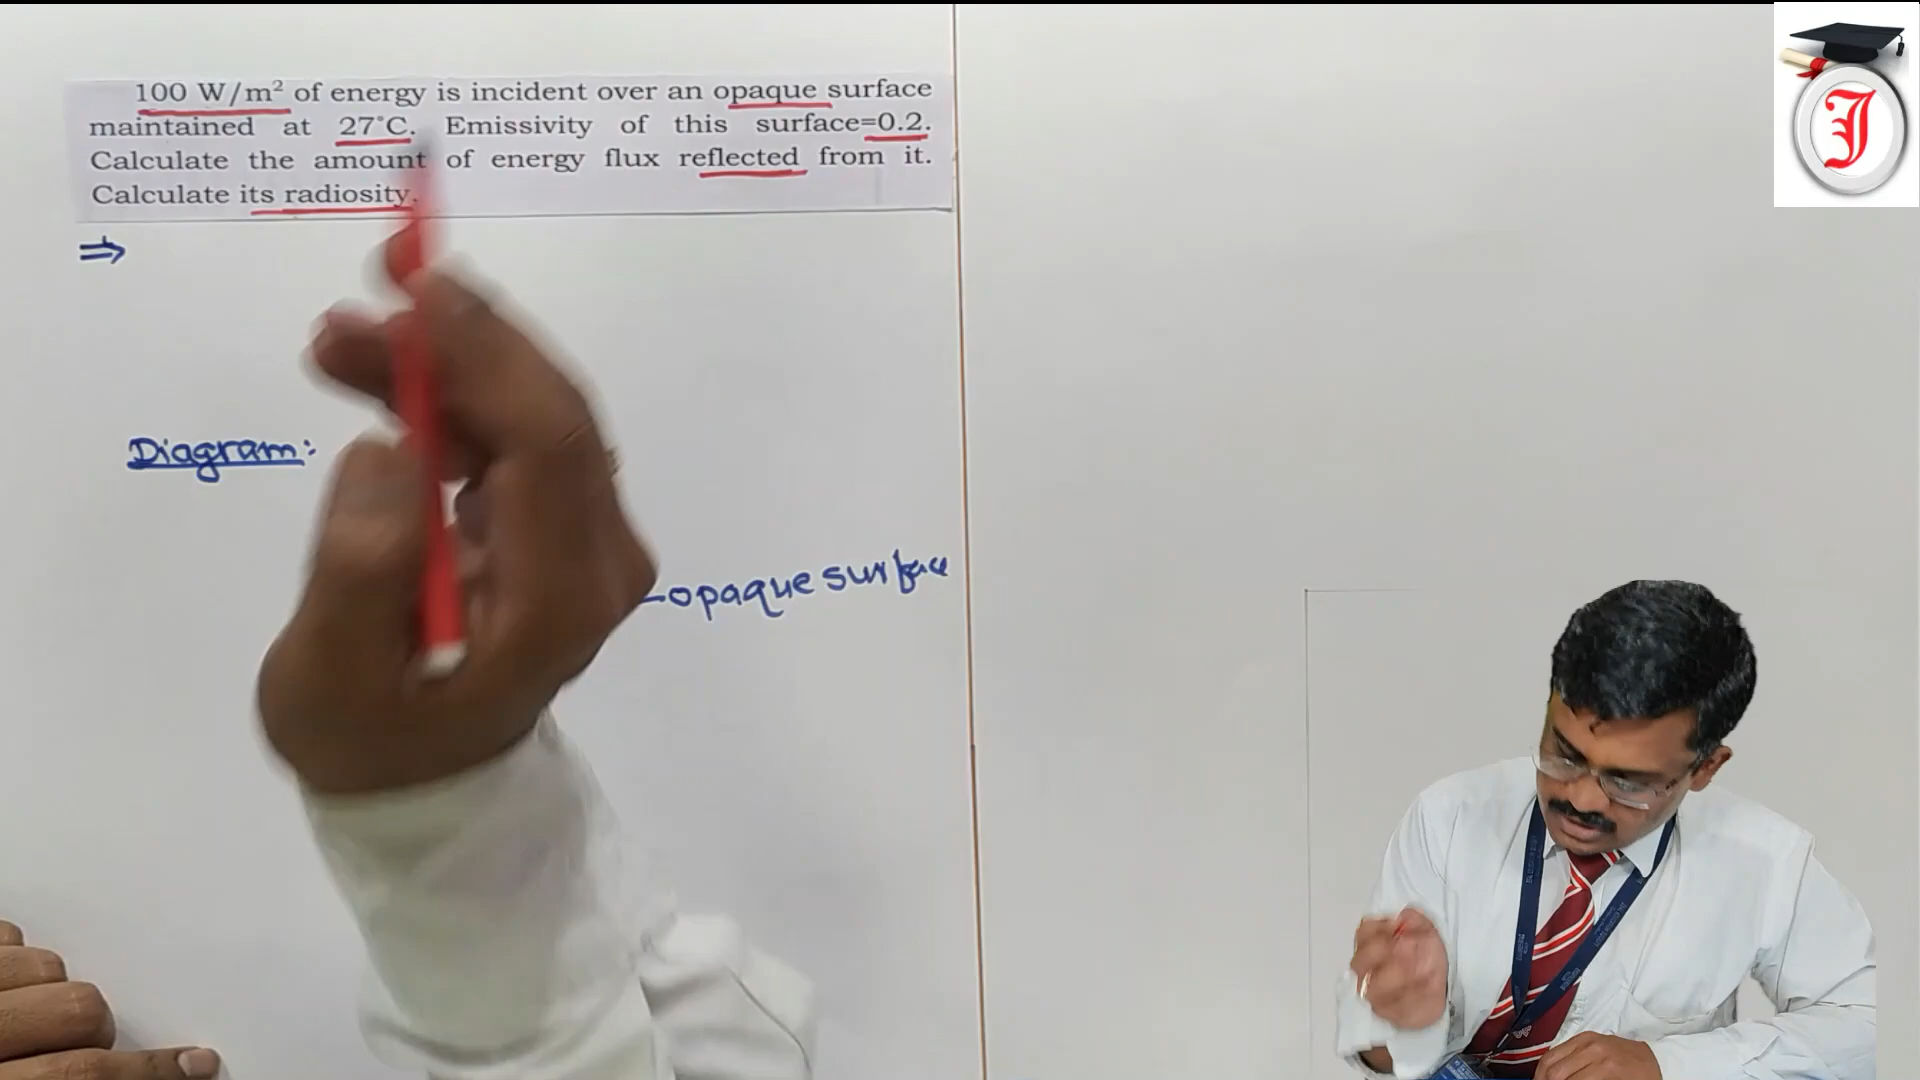 100 W/m² of energy is incident over an opaque surface
maintained at 27°C. Emissivity of this surface=0.2.
Calculate the amount of energy flux reflected from it.
Calculate its radiosity.
⇒
Diagram:
opaque surface
J